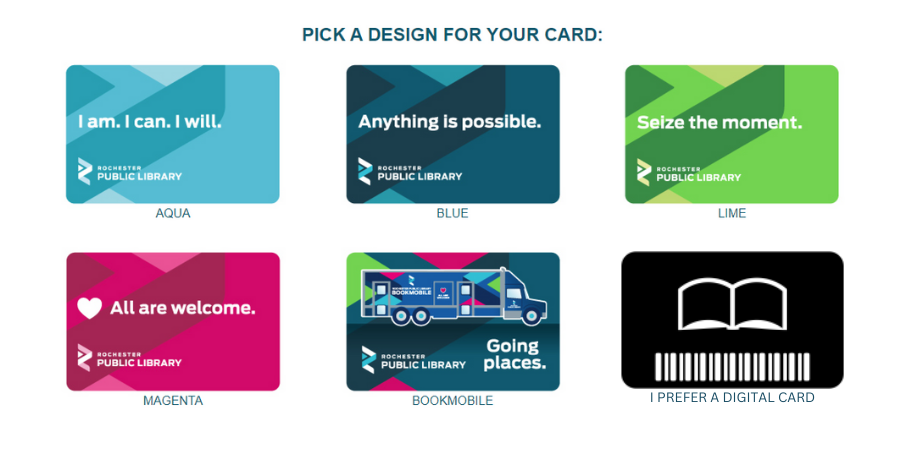 PICK A DESIGN FOR YOUR CARD:
I am. I can. I will.
ROCHESTER
PUBLIC LIBRARY
AQUA
Anything is possible.
ROCHESTER
PUBLIC LIBRARY
BLUE
Seize the moment.
ROCHESTER
PUBLIC LIBRARY
LIME
All are welcome.
ROCHESTER
PUBLIC LIBRARY
MAGENTA
ROCHESTER PUBLIC LIBRARY
BOOKMOBILE
Going
places.
ROCHESTER
PUBLIC LIBRARY
BOOKMOBILE
I PREFER A DIGITAL CARD